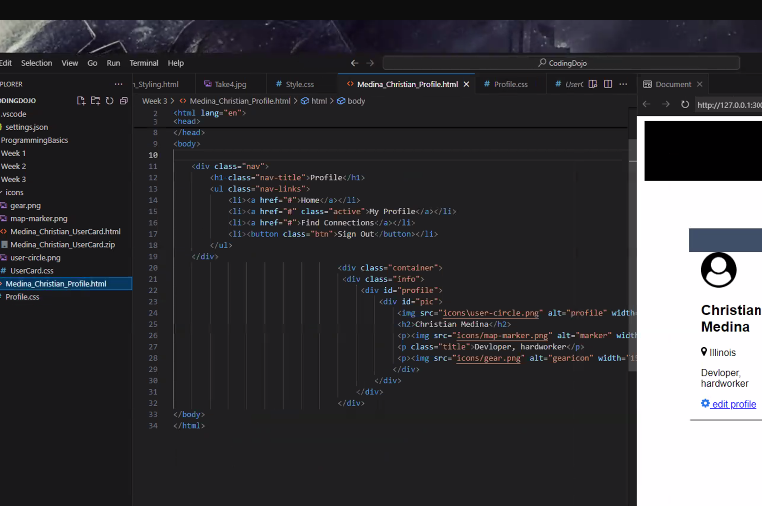 Edit Selection View Go Run Terminal Help
CodingDojo
PLORER
_Styling.html Take4.jpg Style.css Medina_Christian_Profile.html Profile.css UserC
Document
ODINGDOJO
Week 3 > Medina_Christian_Profile.html > html > body
http://127.0.0.1:300
.vscode
settings.json
ProgrammingBasics
Week 1
Week 2
Week 3
icons
gear.png
map-marker.png
Medina_Christian_UserCard.html
Medina_Christian_UserCard.zip
user-circle.png
UserCard.css
Medina_Christian_Profile.html
Profile.css
2 <html lang="en">
3 <head>
8 </head>
9 <body>
10
11 <div class="nav">
12 <h1 class="nav-title">Profile</h1>
13 <ul class="nav-links">
14 <li><a href="#">Home</a></li>
15 <li><a href="#" class="active">My Profile</a></li>
16 <li><a href="#">Find Connections</a></li>
17 <li><button class="btn">Sign Out</button></li>
18 </ul>
19 </div>
20 <div class="container">
21 <div class="info">
22 <div id="profile">
23 <div id="pic">
24 <img src="icons\user-circle.png" alt="profile" width=
25 <h2>Christian Medina</h2>
26 <p><img src="icons/map-marker.png" alt="marker" widt
27 <p class="title">Devloper, hardworker</p>
28 <p><img src="icons/gear.png" alt="gearicon" width="15
29 </div>
30 </div>
31 </div>
32 </div>
33 </body>
34 </html>
Christian
Medina
Illinois
Devloper,
hardworker
edit profile